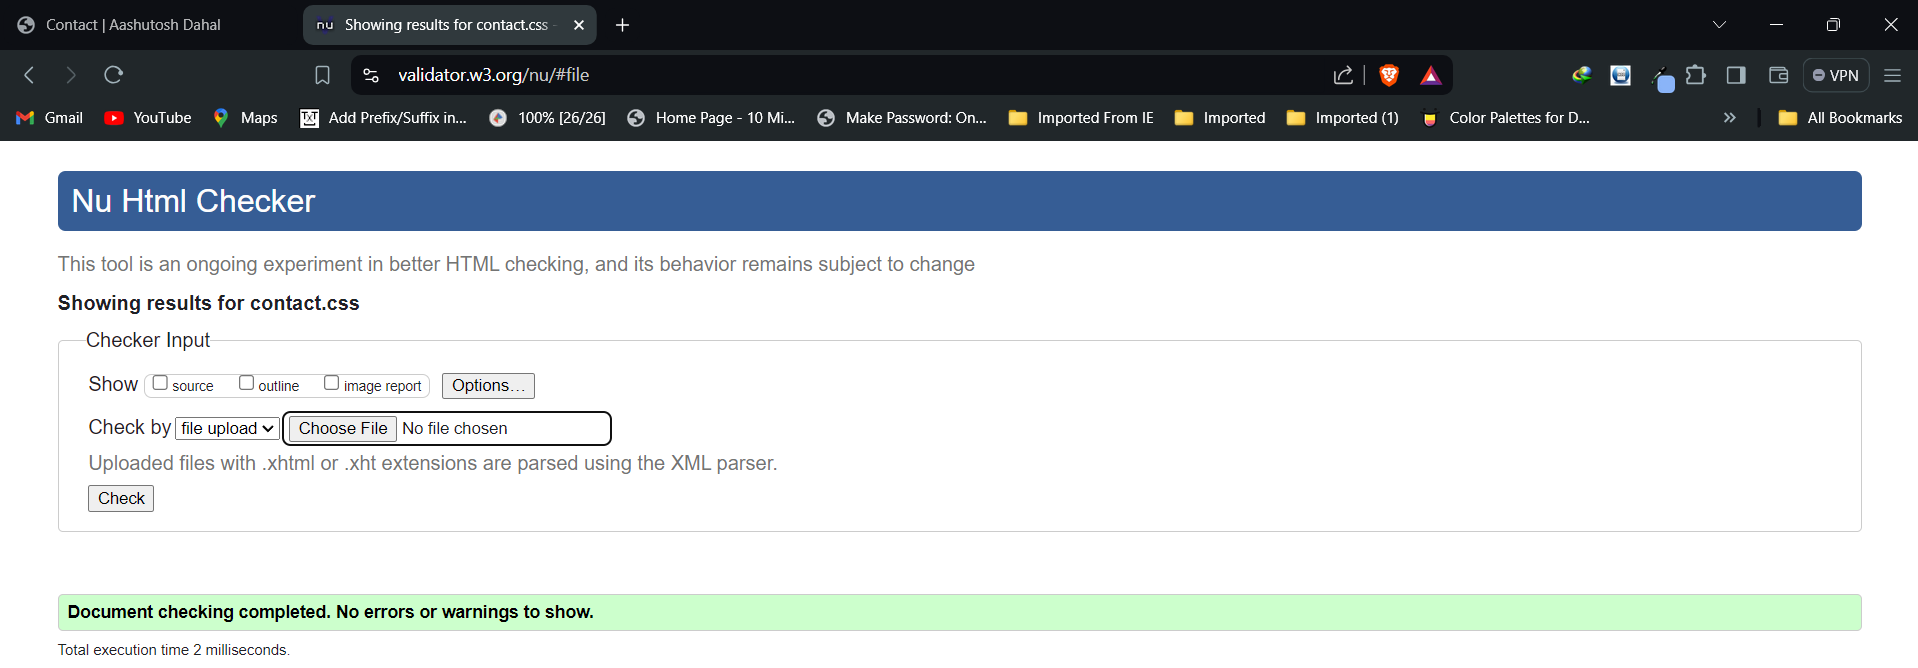 Contact | Aashutosh Dahal
nu Showing results for contact.css -
validator.w3.org/nu/#file
VPN
Gmail YouTube Maps Add Prefix/Suffix in... 100% [26/26] Home Page - 10 Mi... Make Password: On... Imported From IE Imported Imported (1) Color Palettes for D... » All Bookmarks
Nu Html Checker
This tool is an ongoing experiment in better HTML checking, and its behavior remains subject to change
Showing results for contact.css
Checker Input
Show source outline image report Options...
Check by file upload Choose File No file chosen
Uploaded files with .xhtml or .xht extensions are parsed using the XML parser.
Check
Document checking completed. No errors or warnings to show.
Total execution time 2 milliseconds.